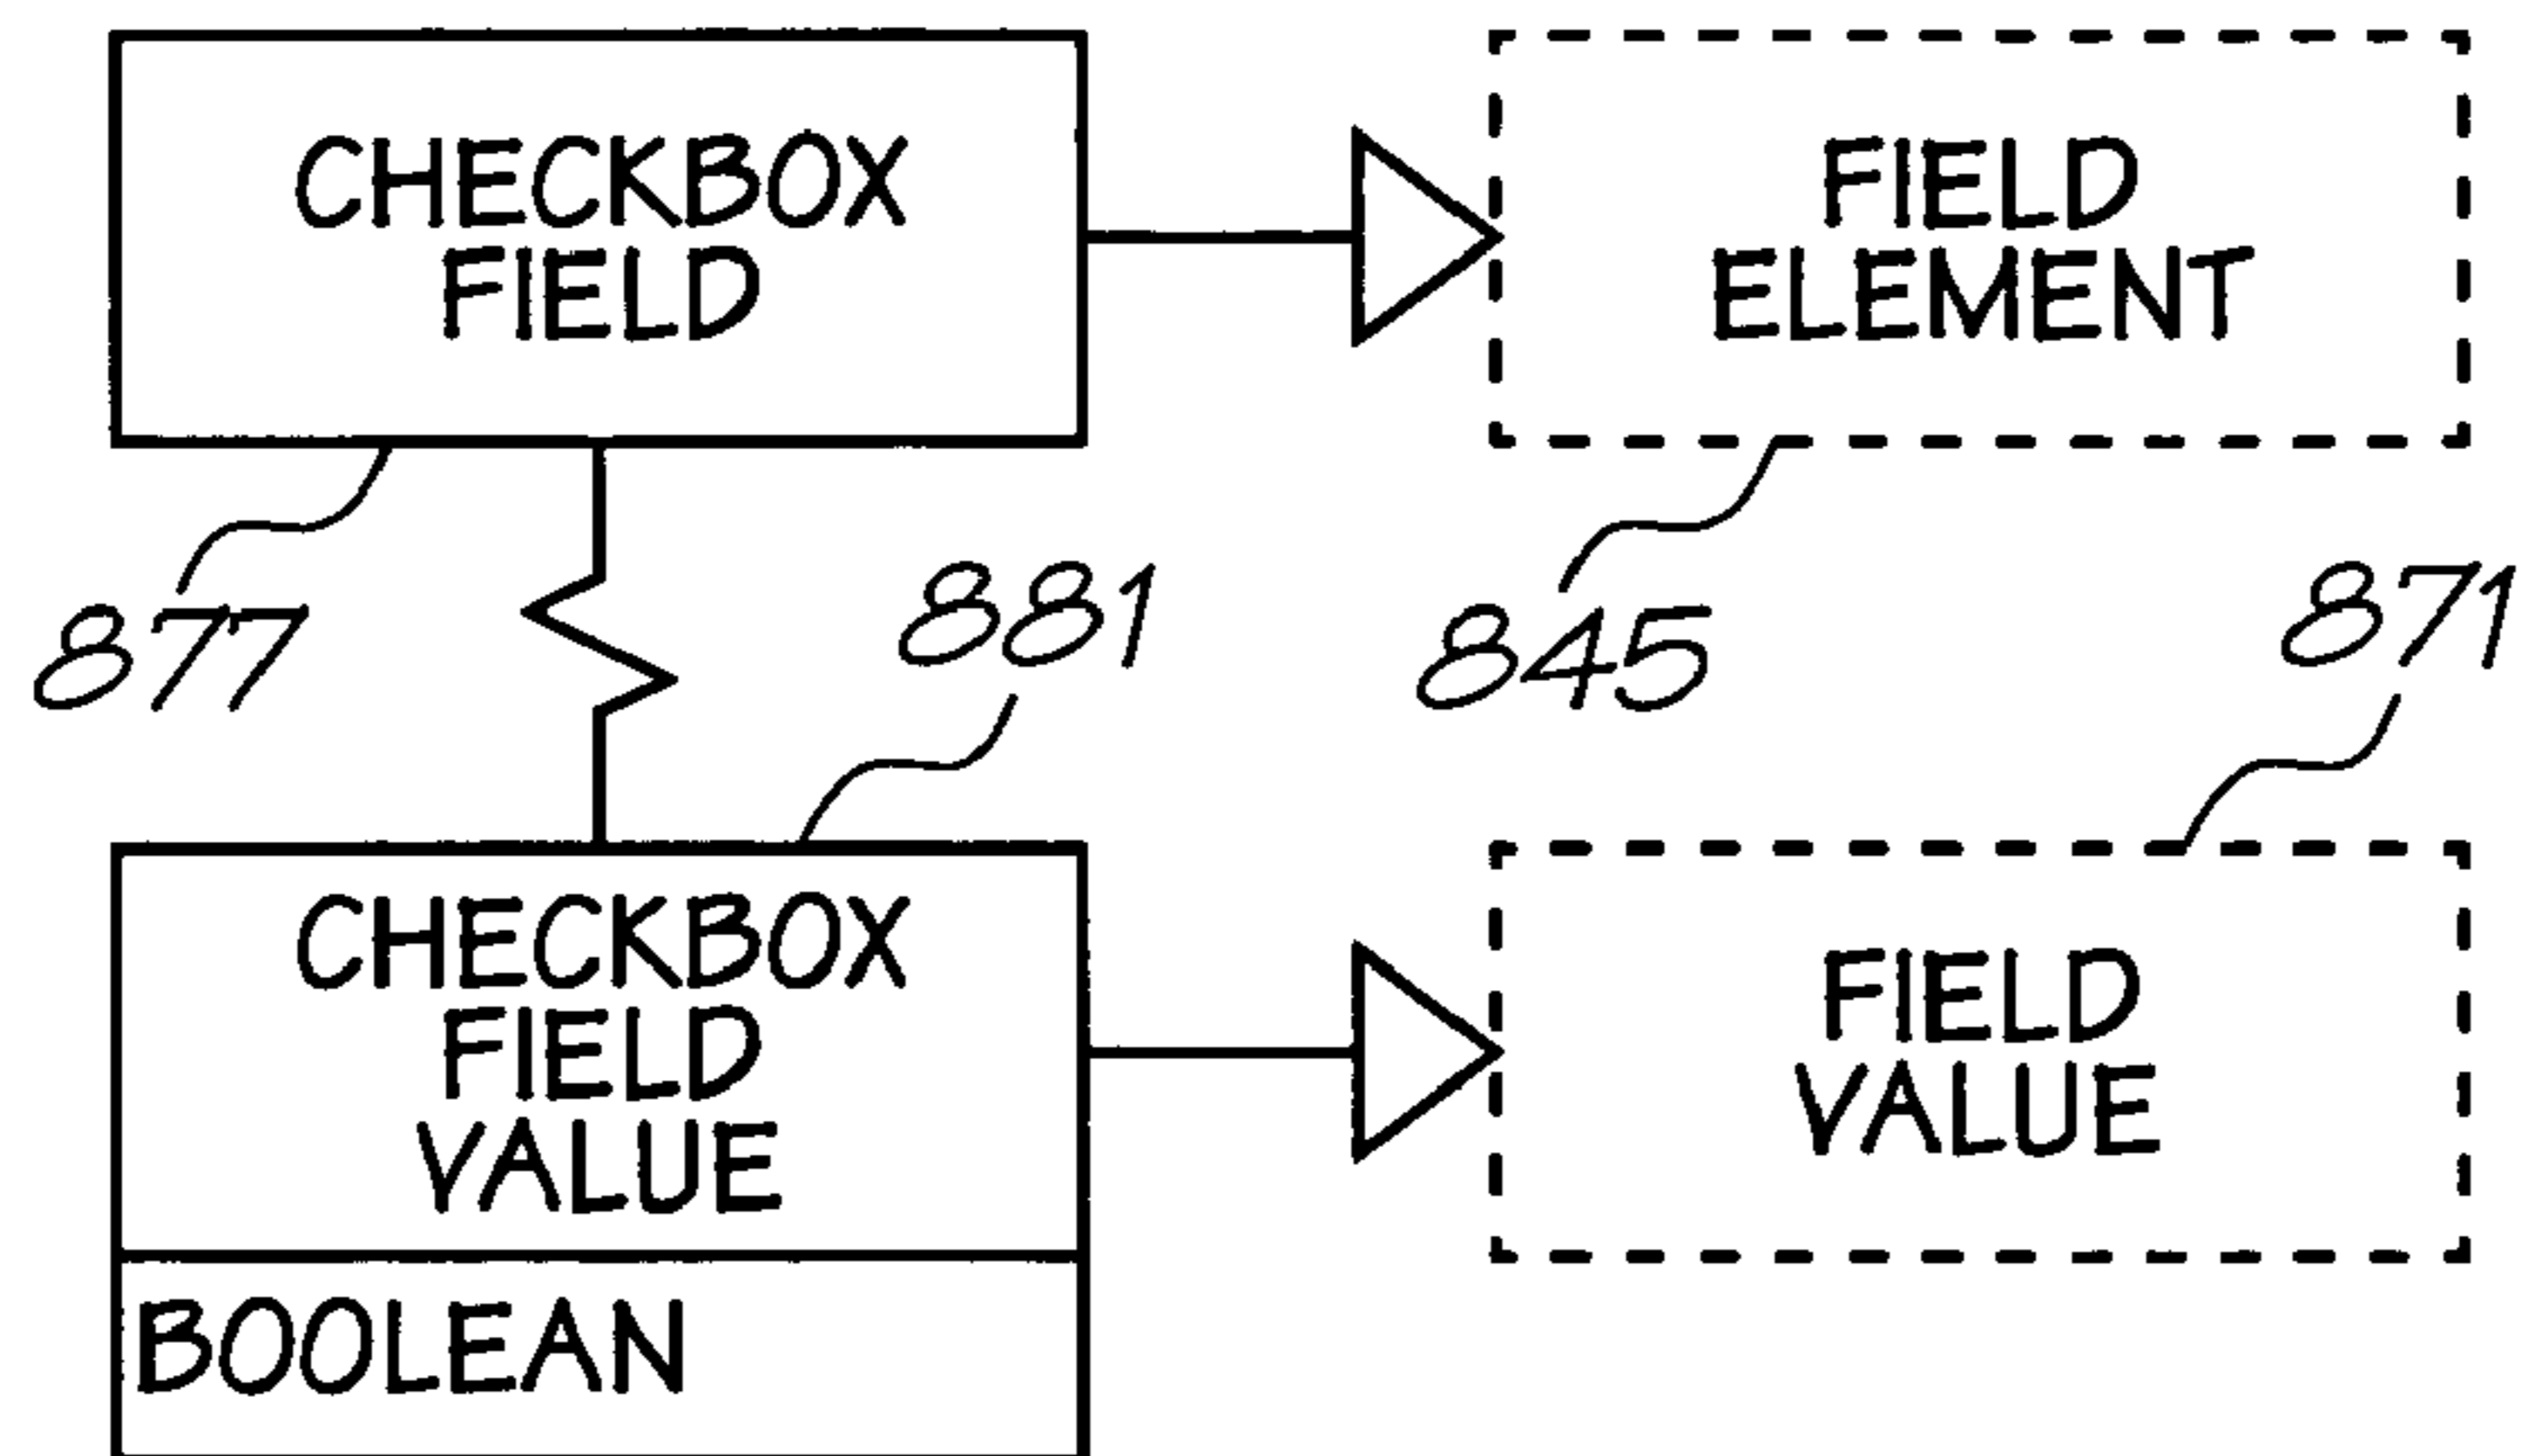 CHECKBOX
FIELD
FIELD
ELEMENT
877
881
845
871
CHECKBOX
FIELD
VALUE
FIELD
VALUE
BOOLEAN